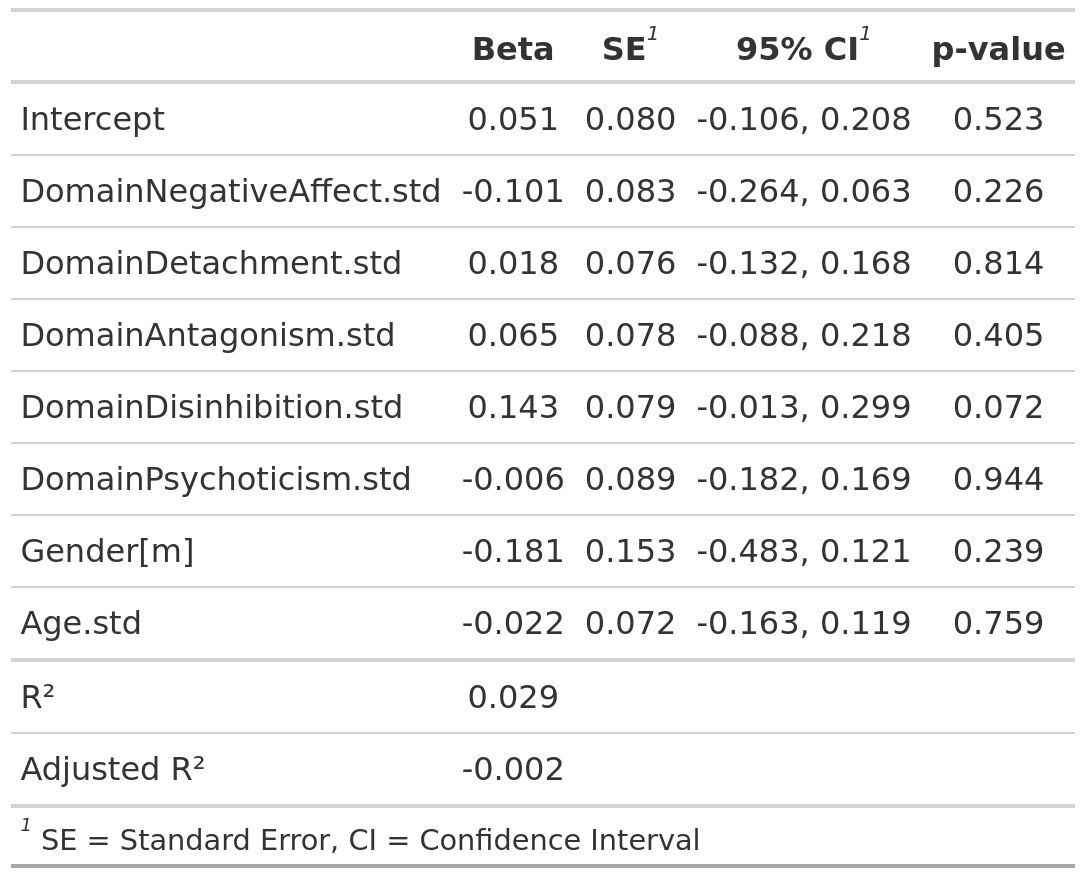 Beta SE¹ 95% CI¹ p-value
Intercept 0.051 0.080 -0.106, 0.208 0.523
DomainNegativeAffect.std -0.101 0.083 -0.264, 0.063 0.226
DomainDetachment.std 0.018 0.076 -0.132, 0.168 0.814
DomainAntagonism.std 0.065 0.078 -0.088, 0.218 0.405
DomainDisinhibition.std 0.143 0.079 -0.013, 0.299 0.072
DomainPsychoticism.std -0.006 0.089 -0.182, 0.169 0.944
Gender[m] -0.181 0.153 -0.483, 0.121 0.239
Age.std -0.022 0.072 -0.163, 0.119 0.759
R² 0.029
Adjusted R² -0.002
¹ SE = Standard Error, CI = Confidence Interval